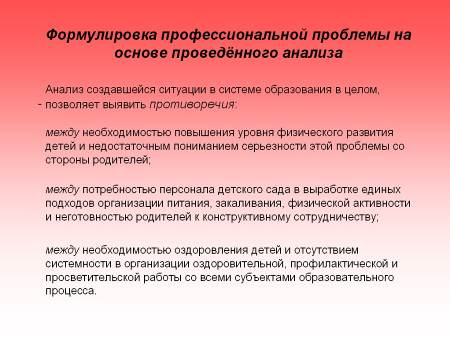 Формулировка профессиональной проблемы на
основе проведённого анализа
Анализ создавшейся ситуации в системе образования в целом,
- позволяет выявить противоречия:
между необходимостью повышения уровня физического развития
детей и недостаточным пониманием серьезности этой проблемы со
стороны родителей;
между потребностью персонала детского сада в выработке единых
подходов организации питания, закаливания, физической активности
и неготовностью родителей к конструктивному сотрудничеству;
между необходимостью оздоровления детей и отсутствием
системности в организации оздоровительной, профилактической и
просветительской работы со всеми субъектами образовательного
процесса.